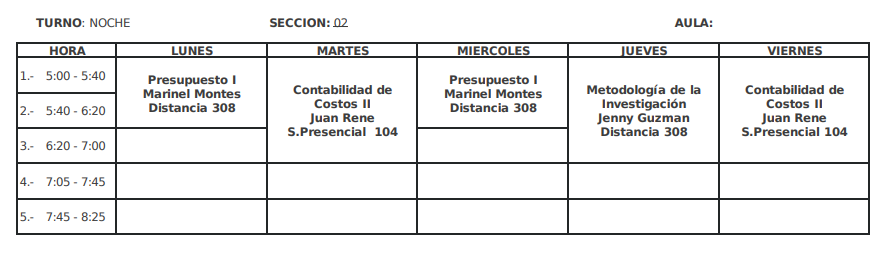 TURNO: NOCHE SECCION: 02 AULA:
HORA LUNES MARTES MIERCOLES JUEVES VIERNES
1.- 5:00 - 5:40
2.- 5:40 - 6:20
3.- 6:20 - 7:00
4.- 7:05 - 7:45
5.- 7:45 - 8:25
Presupuesto I
Marinel Montes
Distancia 308
Contabilidad de
Costos II
Juan Rene
S.Presencial 104
Presupuesto I
Marinel Montes
Distancia 308
Metodología de la
Investigación
Jenny Guzman
Distancia 308
Contabilidad de
Costos II
Juan Rene
S.Presencial 104